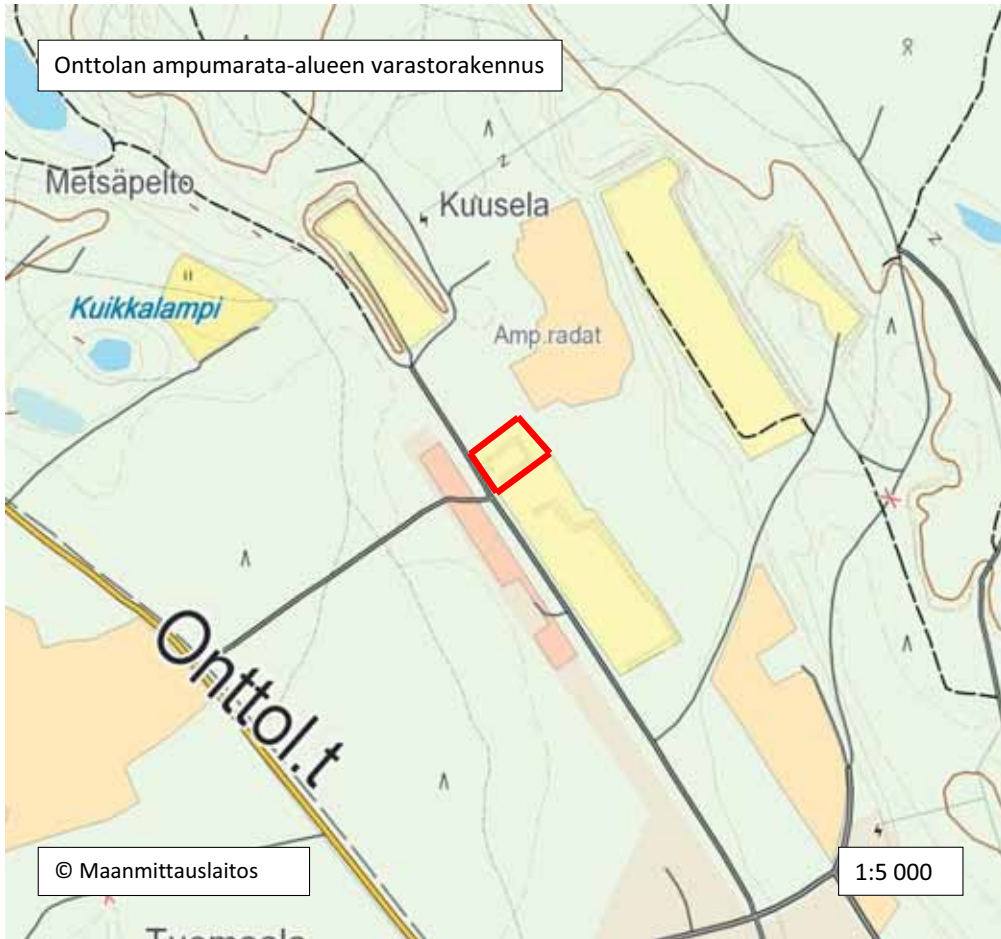 Onttolan ampumarata-alueen varastorakennus
Metsäpelto
Kuusela
Kuikkalampi
Amp.radat
Onttol.t
© Maanmittauslaitos
1:5 000